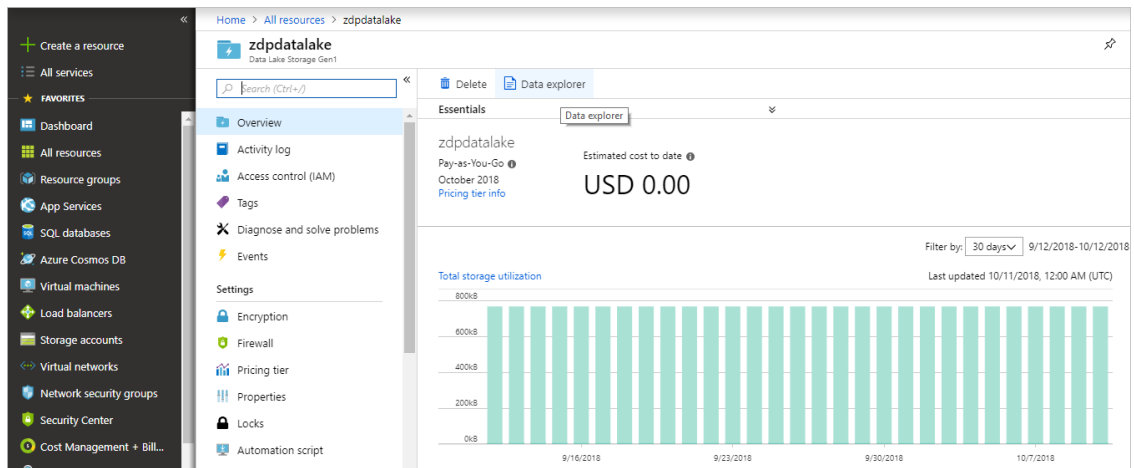 Home > All resources > zdpdatalake
Create a resource
All services
FAVORITES
Dashboard
All resources
Resource groups
App Services
SQL databases
Azure Cosmos DB
Virtual machines
Load balancers
Storage accounts
Virtual networks
Network security groups
Security Center
Cost Management + Bill...
zdpdatalake
Data Lake Storage Gen1
Search (Ctrl+/)
Overview
Activity log
Access control (IAM)
Tags
Diagnose and solve problems
Events
Settings
Encryption
Firewall
Pricing tier
Properties
Locks
Automation script
Delete
Data explorer
Essentials
Data explorer
zdpdatalake
Pay-as-You-Go
October 2018
Pricing tier info
Estimated cost to date
USD 0.00
Filter by: 30 days 9/12/2018-10/12/2018
Total storage utilization
Last updated 10/11/2018, 12:00 AM (UTC)
800kB
600kB
400kB
200kB
0kB
9/16/2018 9/23/2018 9/30/2018 10/7/2018